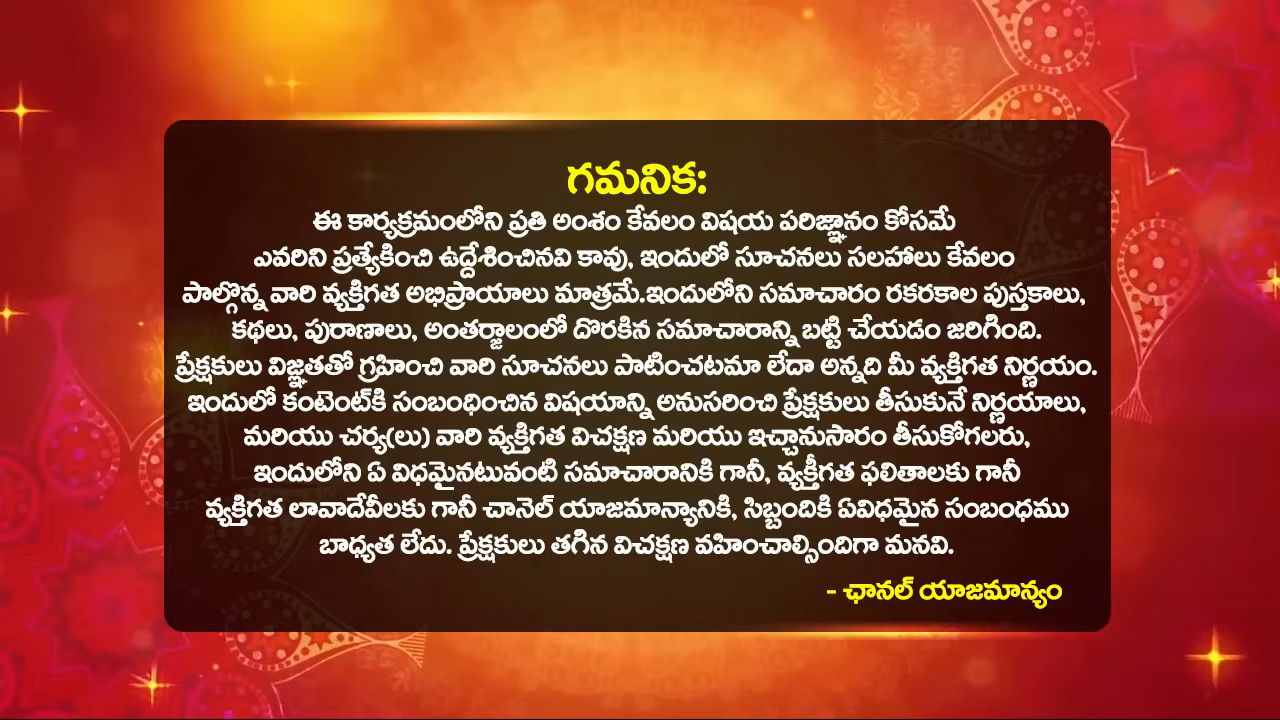 గమనిక:
ఈ కార్యక్రమంలోని ప్రతి అంశం కేవలం విషయ పరిజ్ఞానం కోసమే
ఎవరిని ప్రత్యేకించి ఉద్దేశించినవి కావు, ఇందులో సూచనలు సలహాలు కేవలం
పాల్గొన్న వారి వ్యక్తిగత అభిప్రాయాలు మాత్రమే.ఇందులోని సమాచారం రకరకాల పుస్తకాలు,
కథలు, పురాణాలు, అంతర్జాలంలో దొరకిన సమాచారాన్ని బట్టి చేయడం జరిగింది.
ప్రేక్షకులు విజ్ఞతతో గ్రహించి వారి సూచనలు పాటించటమా లేదా అన్నది మీ వ్యక్తిగత నిర్ణయం.
ఇందులో కంటెంట్‌కి సంబంధించిన విషయాన్ని అనుసరించి ప్రేక్షకులు తీసుకునే నిర్ణయాలు,
మరియు చర్య(లు) వారి వ్యక్తిగత విచక్షణ మరియు ఇచ్ఛానుసారం తీసుకోగలరు,
ఇందులోని ఏ విధమైనటువంటి సమాచారానికి గానీ, వ్యక్తీగత ఫలితాలకు గానీ
వ్యక్తిగత లావాదేవీలకు గానీ చానెల్ యాజమాన్యానికి, సిబ్బందికి ఏవిధమైన సంబంధము
బాధ్యత లేదు. ప్రేక్షకులు తగిన విచక్షణ వహించాల్సిందిగా మనవి.
- ఛానల్ యాజమాన్యం